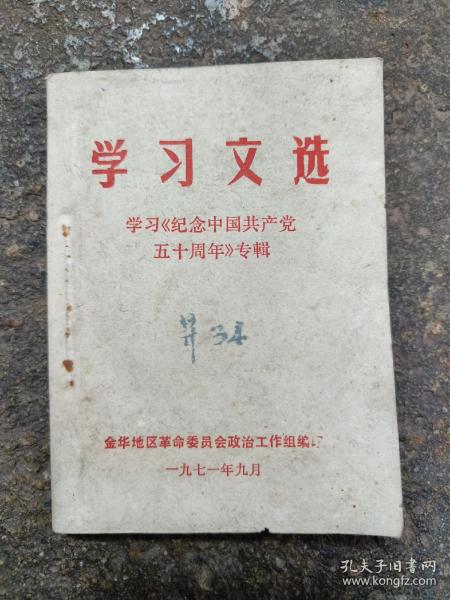 学习文选
学习《纪念中国共产党
五十周年》专輯
金华地区革命委员会政治工作组编
一九七一年九月
孔夫子旧书网
www.kongfz.com